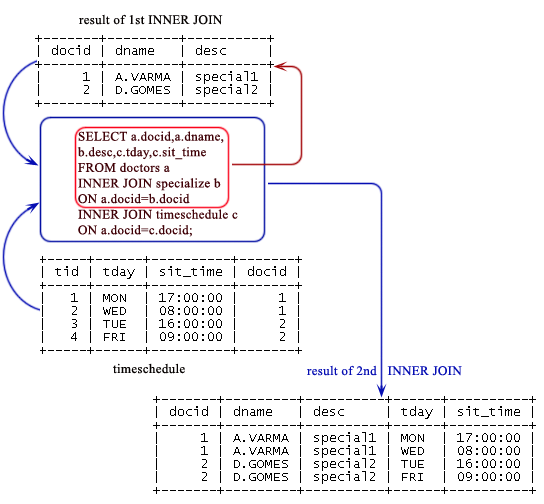 result of 1st INNER JOIN
+-------+---------+----------+
| docid | dname | desc |
+-------+---------+----------+
| 1 | A.VARMA | special1 |
| 2 | D.GOMES | special2 |
+-------+---------+----------+
SELECT a.docid,a.dname,
b.desc,c.tday,c.sit_time
FROM doctors a
INNER JOIN specialize b
ON a.docid=b.docid
INNER JOIN timeschedule c
ON a.docid=c.docid;
+-----+------+----------+-------+
| tid | tday | sit_time | docid |
+-----+------+----------+-------+
| 1 | MON | 17:00:00 | 1 |
| 2 | WED | 08:00:00 | 1 |
| 3 | TUE | 16:00:00 | 2 |
| 4 | FRI | 09:00:00 | 2 |
+-----+------+----------+-------+
timeschedule
result of 2nd INNER JOIN
+-------+---------+----------+------+----------+
| docid | dname | desc | tday | sit_time |
+-------+---------+----------+------+----------+
| 1 | A.VARMA | special1 | MON | 17:00:00 |
| 1 | A.VARMA | special1 | WED | 08:00:00 |
| 2 | D.GOMES | special2 | TUE | 16:00:00 |
| 2 | D.GOMES | special2 | FRI | 09:00:00 |
+-------+---------+----------+------+----------+